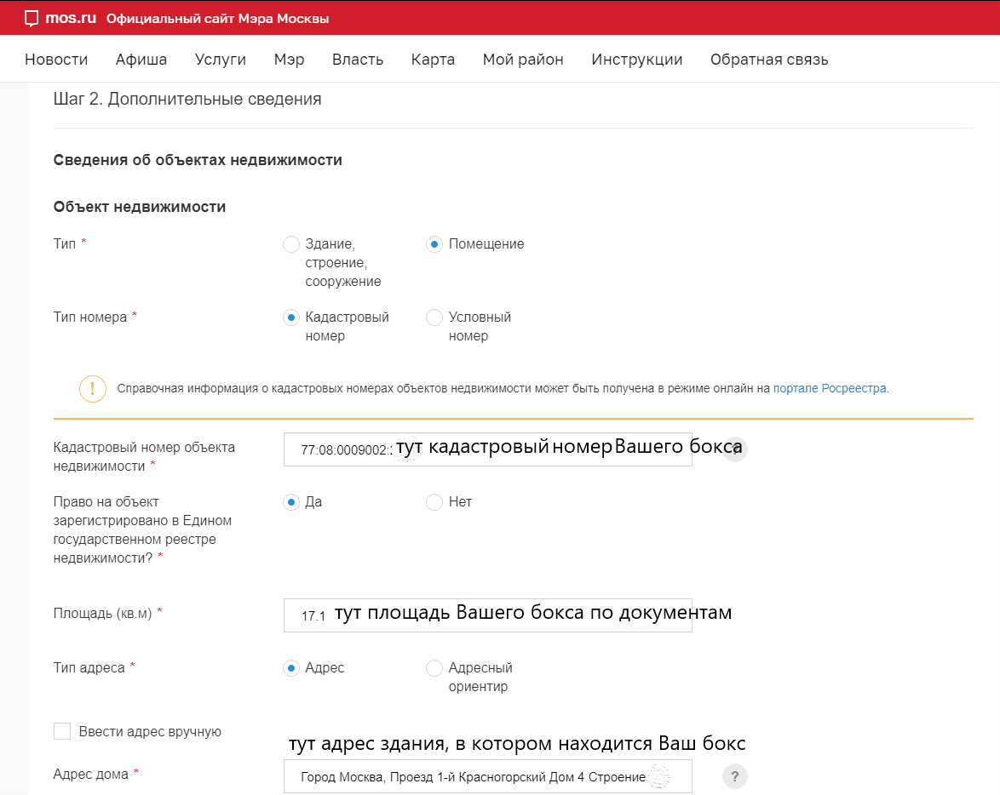 mos.ru Официальный сайт Мэра Москвы
Новости Афиша Услуги Мэр Власть Карта Мой район Инструкции Обратная связь
Шаг 2. Дополнительные сведения
Сведения об объектах недвижимости
Объект недвижимости
Тип * Здание, Помещение
строение,
сооружение
Тип номера * Кадастровый Условный
номер номер
! Справочная информация о кадастровых номерах объектов недвижимости может быть получена в режиме онлайн на портале Росреестра.
Кадастровый номер объекта 77:08:0009002: тут кадастровый номер Вашего бокса ?
недвижимости *
Право на объект Да Нет
зарегистрировано в Едином
государственном реестре
недвижимости? *
Площадь (кв.м) * 17.1 тут площадь Вашего бокса по документам
Тип адреса * Адрес Адресный
ориентир
Ввести адрес вручную
тут адрес здания, в котором находится Ваш бокс
Адрес дома * Город Москва, Проезд 1-й Красногорский Дом 4 Строение ?